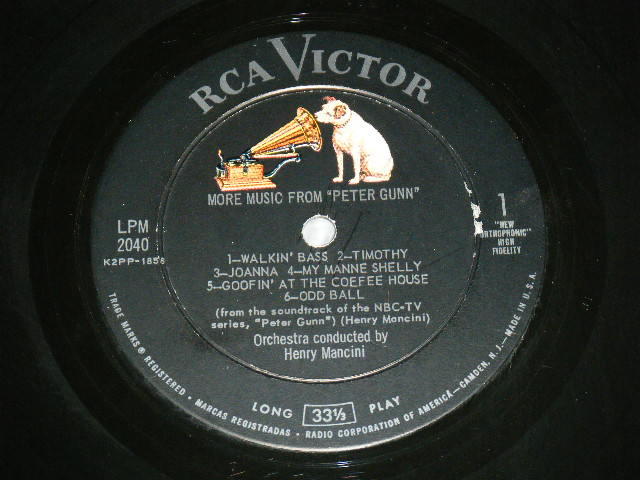 RCA VICTOR
MORE MUSIC FROM "PETER GUNN"
LPM
2040
K2PP-1858
1
"NEW
ORTHOPHONIC"
HIGH
FIDELITY
1—WALKIN' BASS 2—TIMOTHY
3—JOANNA 4—MY MANNE SHELLY
5—GOOFIN' AT THE COEFEE HOUSE
6—ODD BALL
(from the soundtrack of the NBC-TV
series, "Peter Gunn") (Henry Mancini)
Orchestra conducted by
Henry Mancini
LONG 33⅓ PLAY
TRADE MARKS ® REGISTERED • MARCAS REGISTRADAS • RADIO CORPORATION OF AMERICA—CAMDEN, N.J.—MADE IN U.S.A.